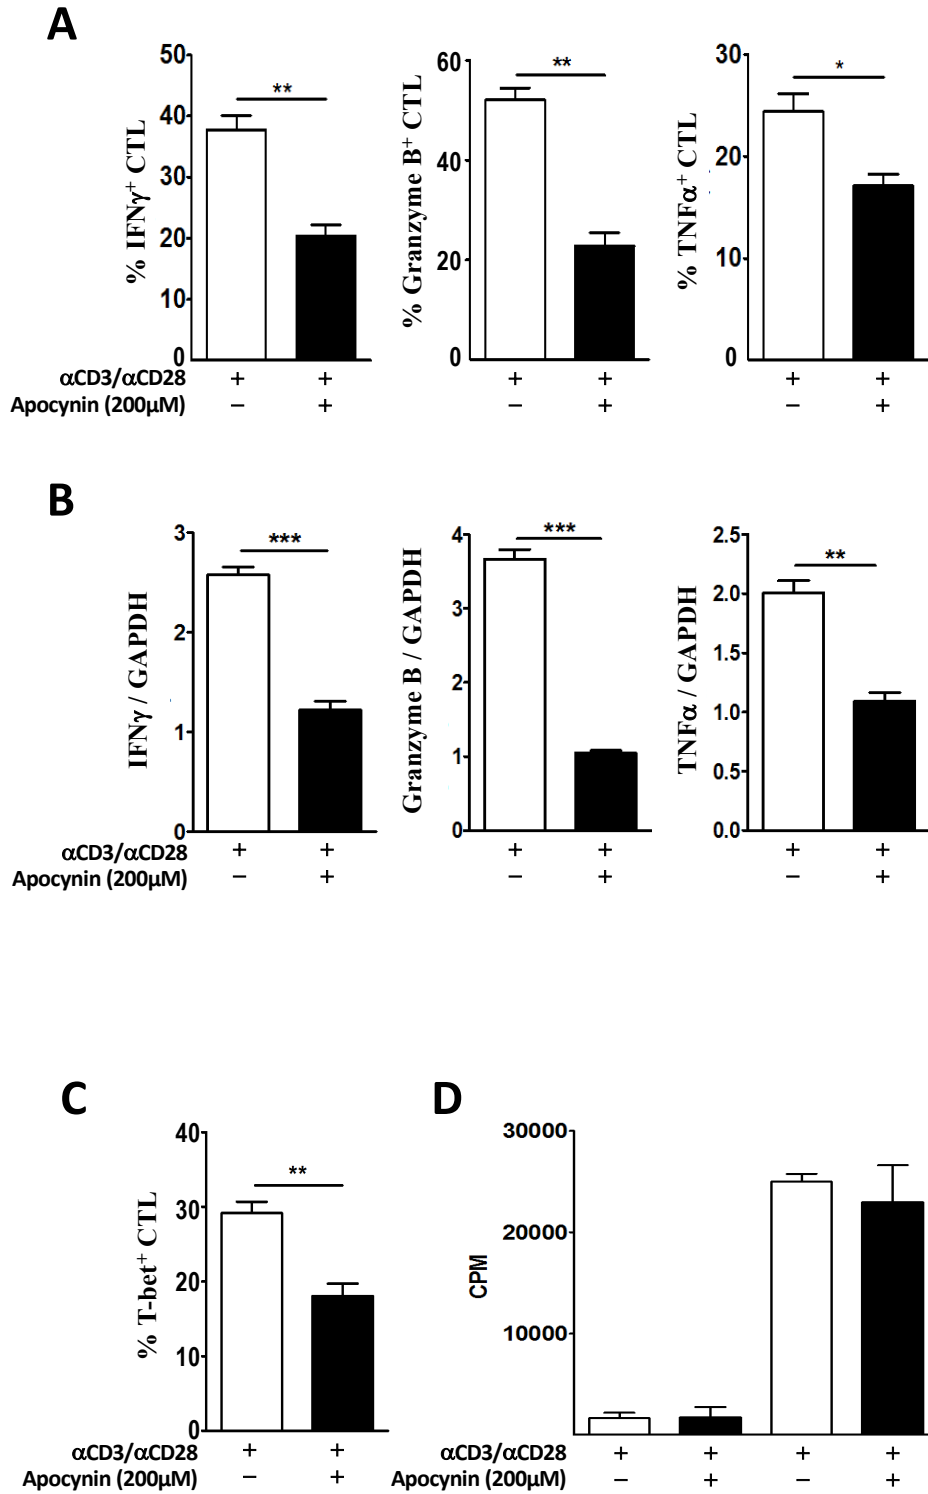 A
% IFNγ+ CTL
50
40
30
20
10
0
**
% Granzyme B+ CTL
60
40
20
0
**
% TNFα+ CTL
30
20
10
0
*
αCD3/αCD28 + + + + + +
Apocynin (200µM) − + − + − +
B
IFNγ / GAPDH
3
2
1
0
***
Granzyme B / GAPDH
4
3
2
1
0
***
TNFα / GAPDH
2.5
2.0
1.5
1.0
0.5
0.0
**
αCD3/αCD28 + + + + + +
Apocynin (200µM) − + − + − +
C
% T-bet+ CTL
40
30
20
10
0
**
αCD3/αCD28 + +
Apocynin (200µM) − +
D
CPM
30000
20000
10000
αCD3/αCD28 + + + +
Apocynin (200µM) − + − +